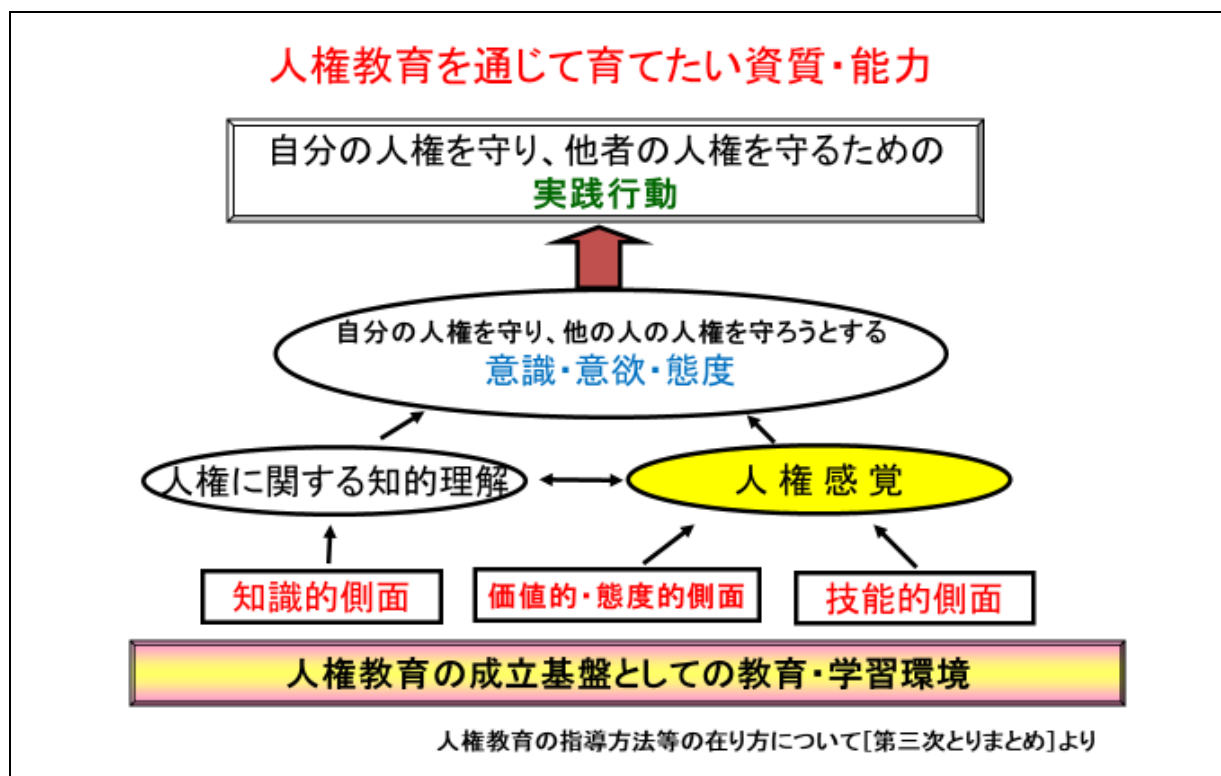 人権教育を通じて育てたい資質・能力
自分の人権を守り、他者の人権を守るための
実践行動
自分の人権を守り、他の人の人権を守ろうとする
意識・意欲・態度
人権に関する知的理解
人権感覚
知識的側面
価値的・態度的側面
技能的側面
人権教育の成立基盤としての教育・学習環境
人権教育の指導方法等の在り方について[第三次とりまとめ]より